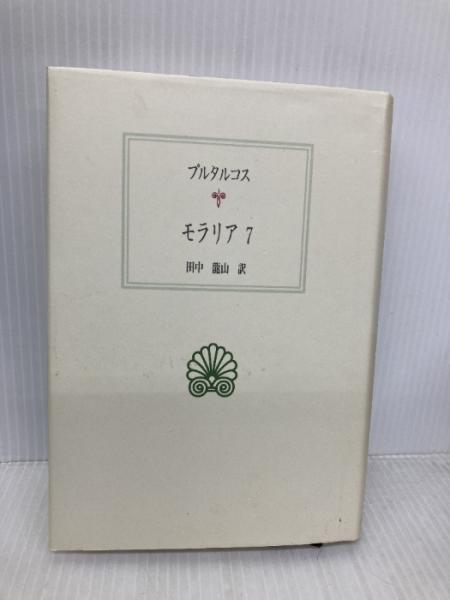 プルタルコス
モラリア 7
田中 龍山 訳